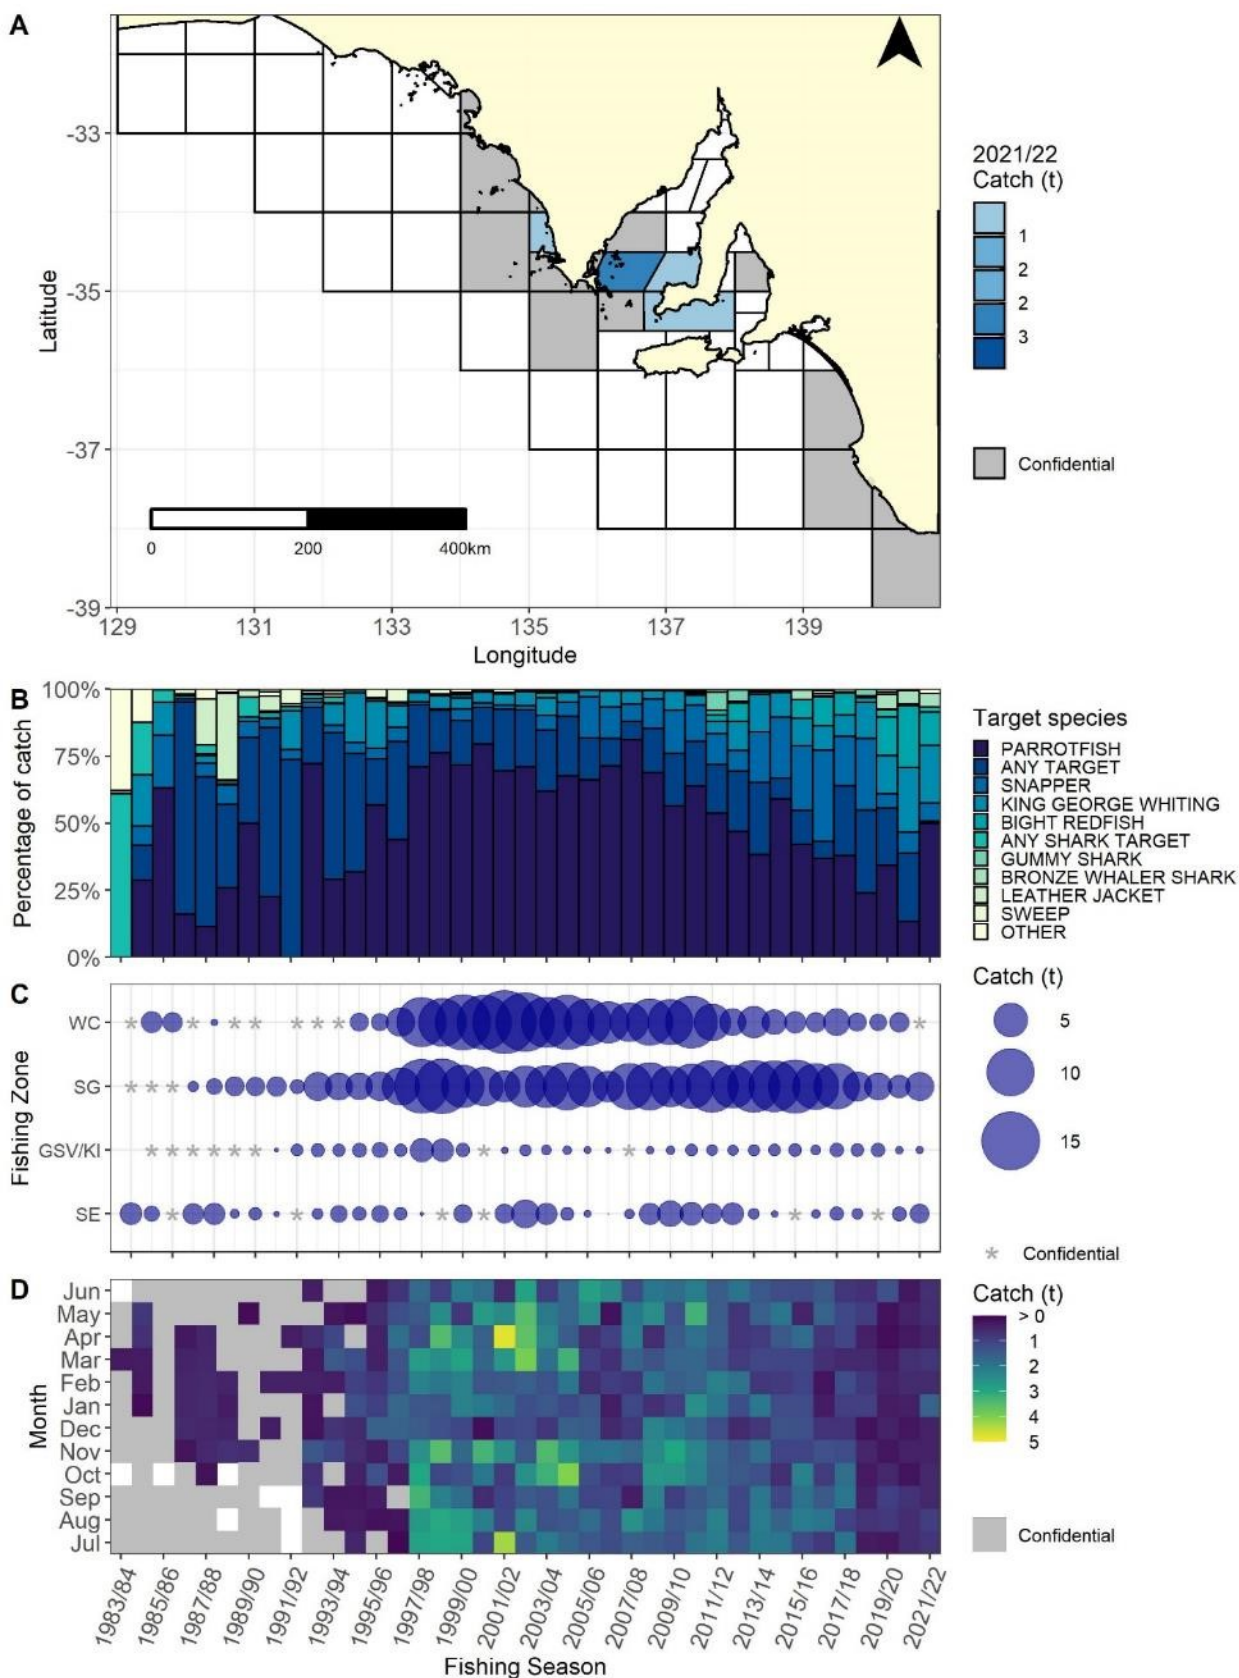 A
-33
-35
-37
-39
Latitude
0
200
400km
129
131
133
135
137
139
Longitude
2021/22
Catch (t)
1
2
2
3
Confidential
B
100%
75%
50%
25%
0%
Percentage of catch
Target species
PARROTFISH
ANY TARGET
SNAPPER
KING GEORGE WHITING
BIGHT REDFISH
ANY SHARK TARGET
GUMMY SHARK
BRONZE WHALER SHARK
LEATHER JACKET
SWEEP
OTHER
C
WC
SG
GSV/KI
SE
Fishing Zone
Catch (t)
5
10
15
* Confidential
D
Jun
May
Apr
Mar
Feb
Jan
Dec
Nov
Oct
Sep
Aug
Jul
Month
Catch (t)
> 0
1
2
3
4
5
Confidential
1983/84
1985/86
1987/88
1989/90
1991/92
1993/94
1995/96
1997/98
1999/00
2001/02
2003/04
2005/06
2007/08
2009/10
2011/12
2013/14
2015/16
2017/18
2019/20
2021/22
Fishing Season